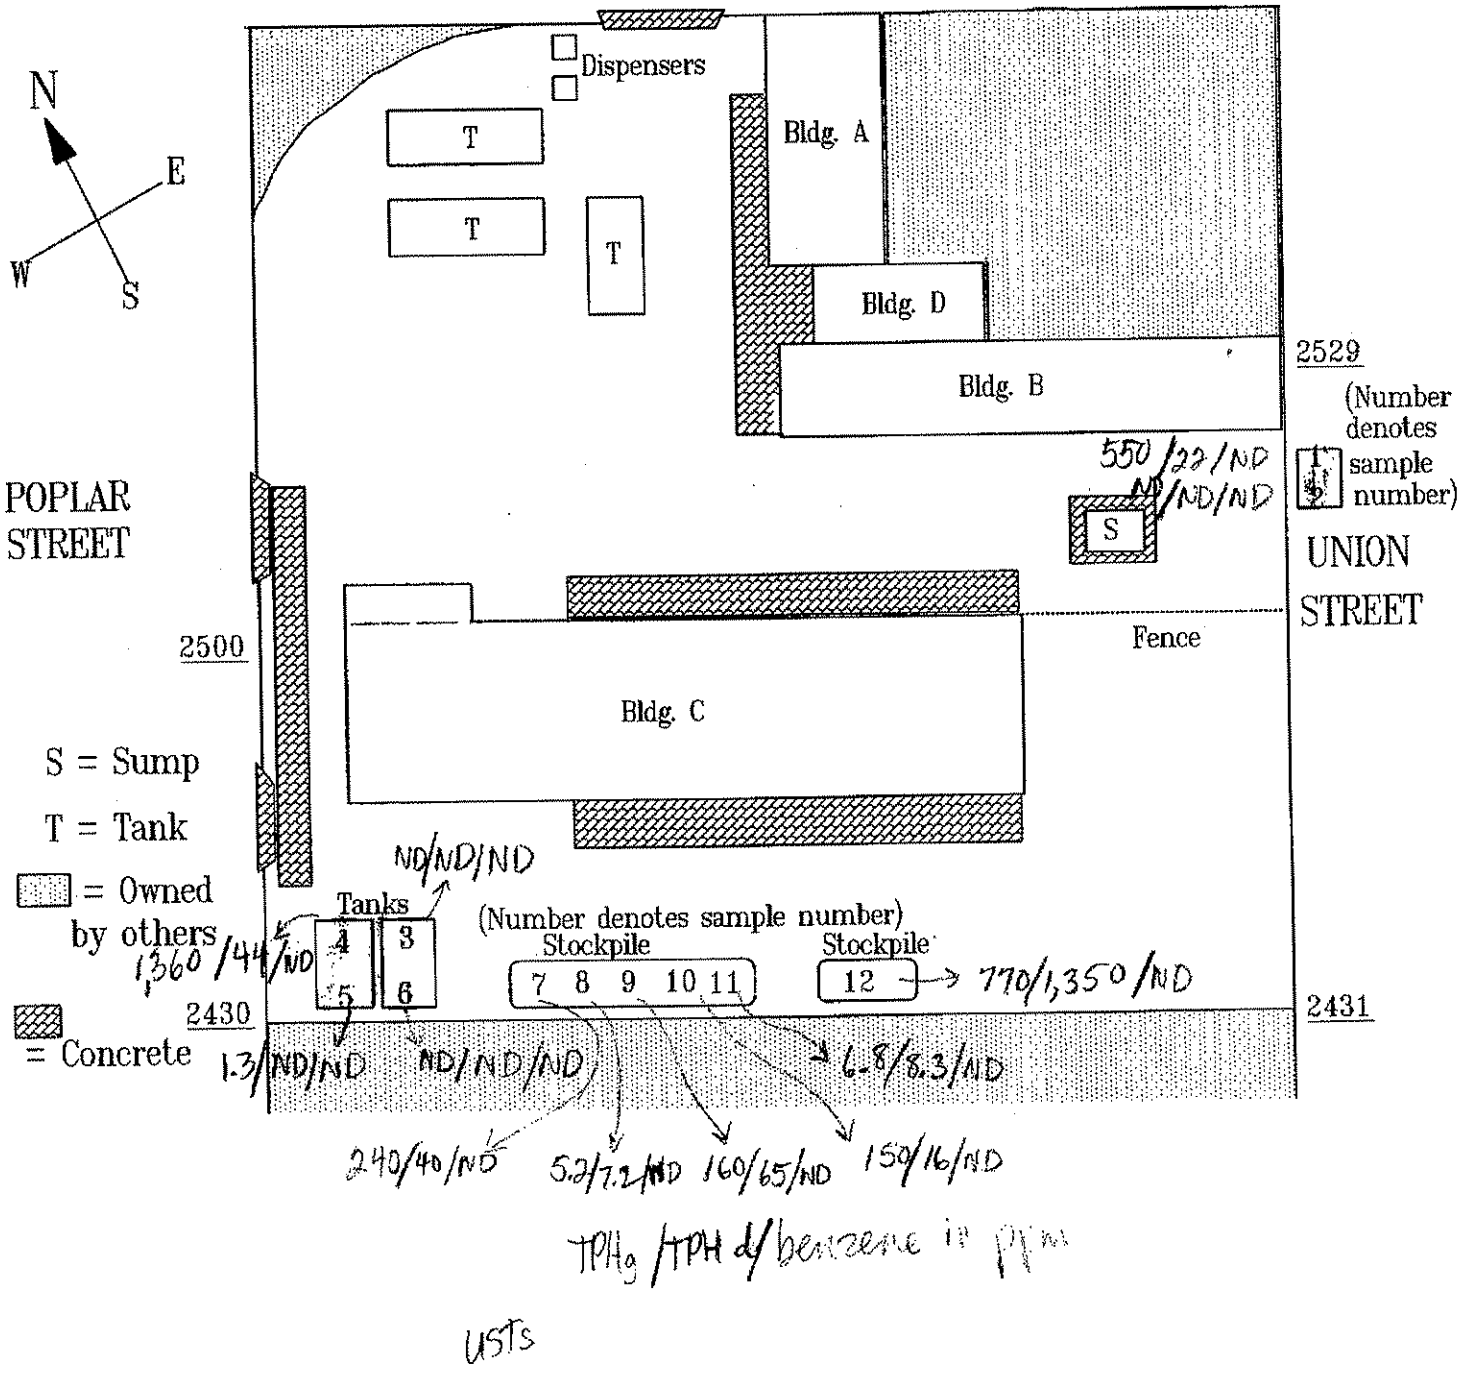 Dispensers
N
E
W
S
T
T
T
Bldg. A
Bldg. D
Bldg. B
2529
(Number
denotes
sample
number)
1
2
550/22/ND
ND/ND/ND
S
POPLAR
STREET
UNION
STREET
Fence
2500
Bldg. C
S = Sump
T = Tank
= Owned
by others
= Concrete
ND/ND/ND
Tanks
4
3
5
6
1,360/44/ND
(Number denotes sample number)
Stockpile
7 8 9 10 11
Stockpile
12
770/1,350/ND
2430
2431
1.3/ND/ND
ND/ND/ND
6.8/8.3/ND
240/40/ND
5.2/7.2/ND
160/65/ND
150/16/ND
TPHg/TPHd/benzene in ppm
USTs